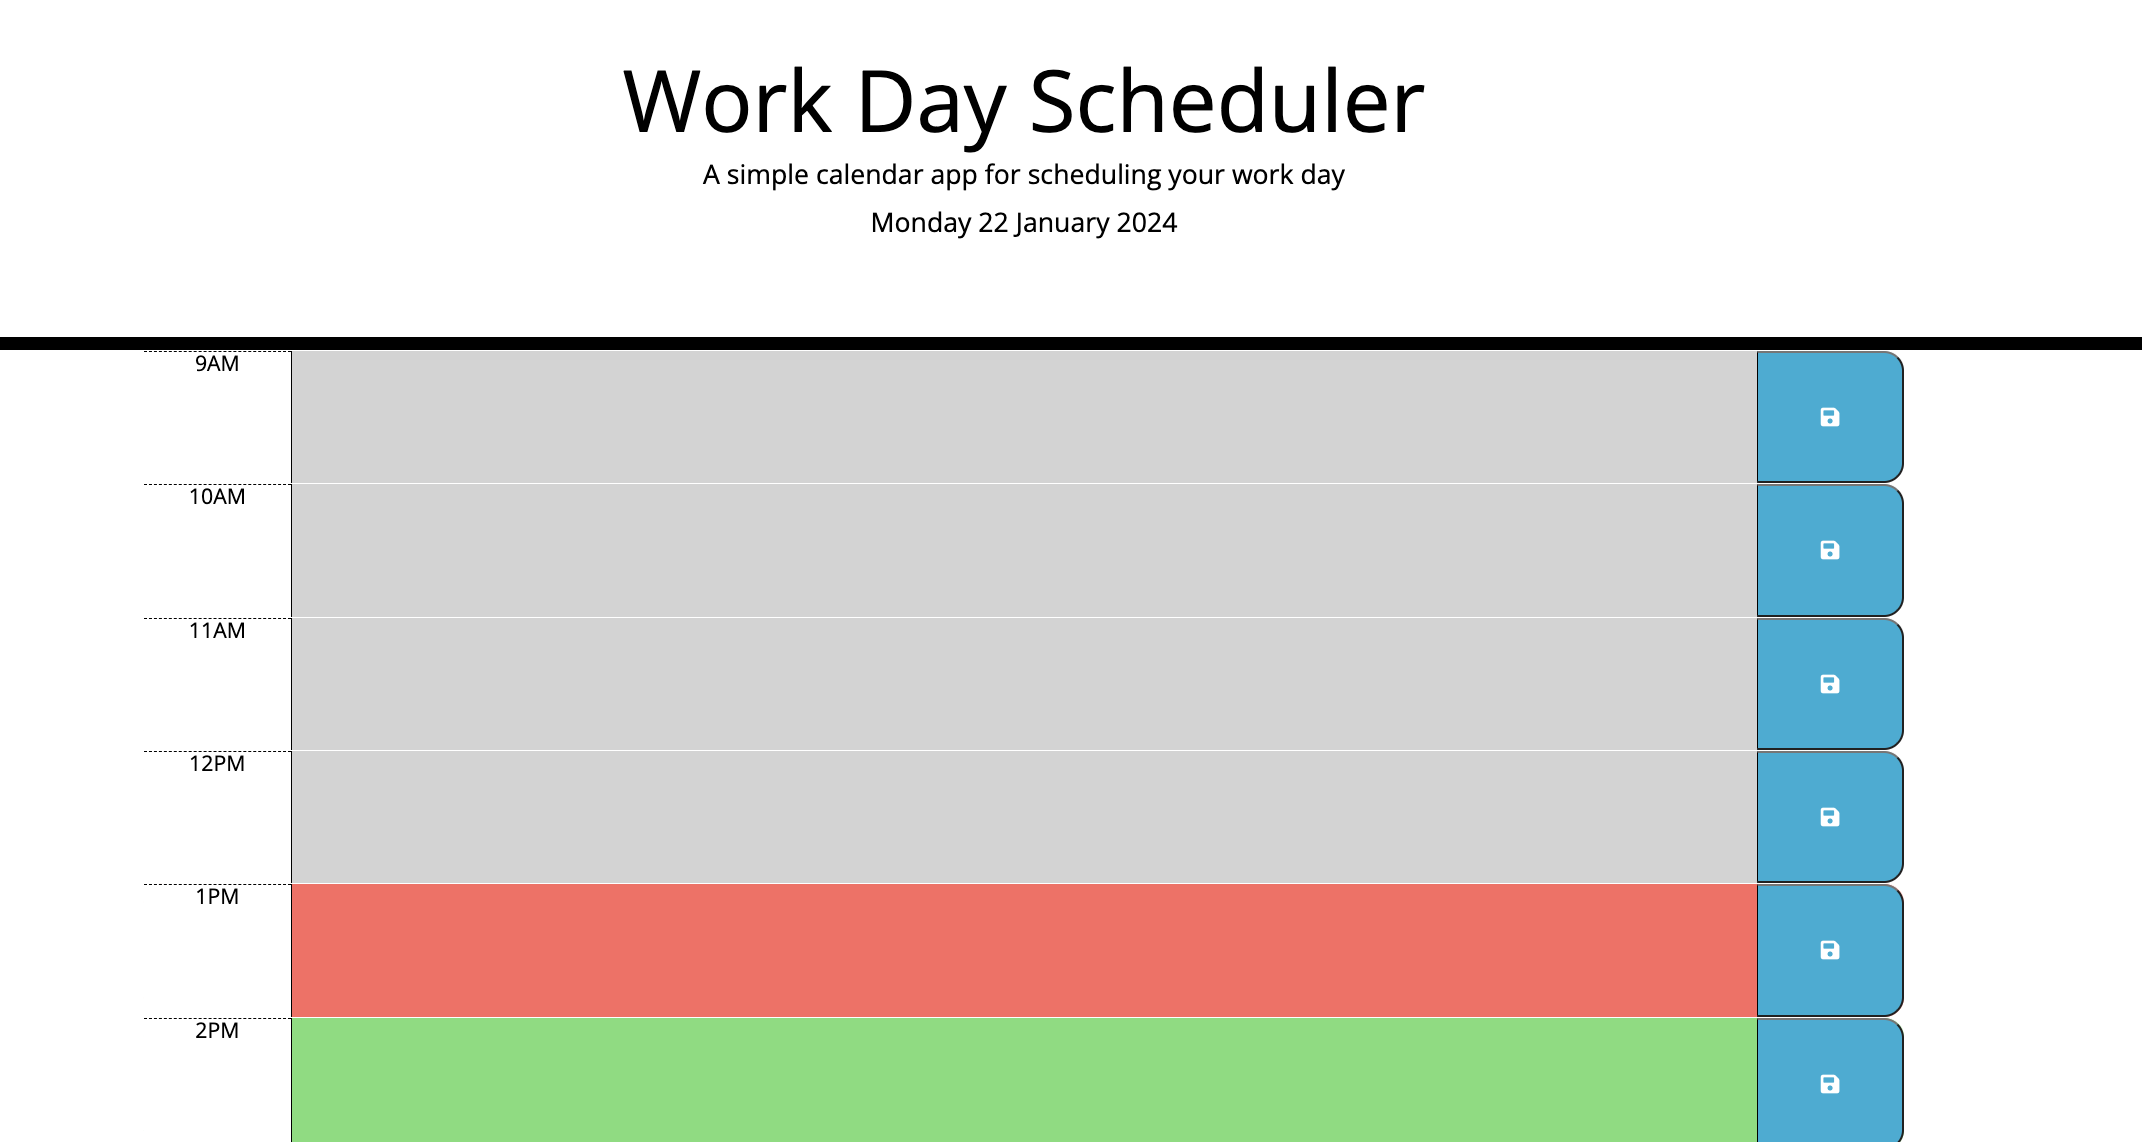 Work Day Scheduler
A simple calendar app for scheduling your work day
Monday 22 January 2024
9AM
10AM
11AM
12PM
1PM
2PM